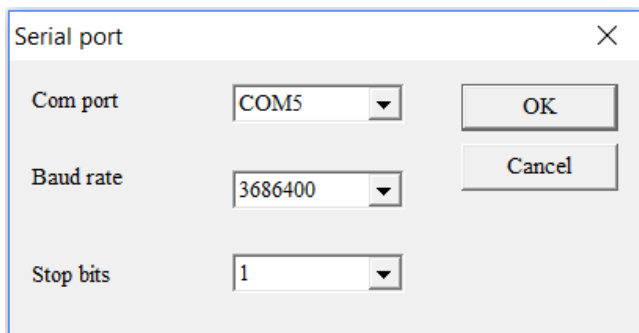 Serial port
Com port COM5 OK
Cancel
Baud rate 3686400
Stop bits 1